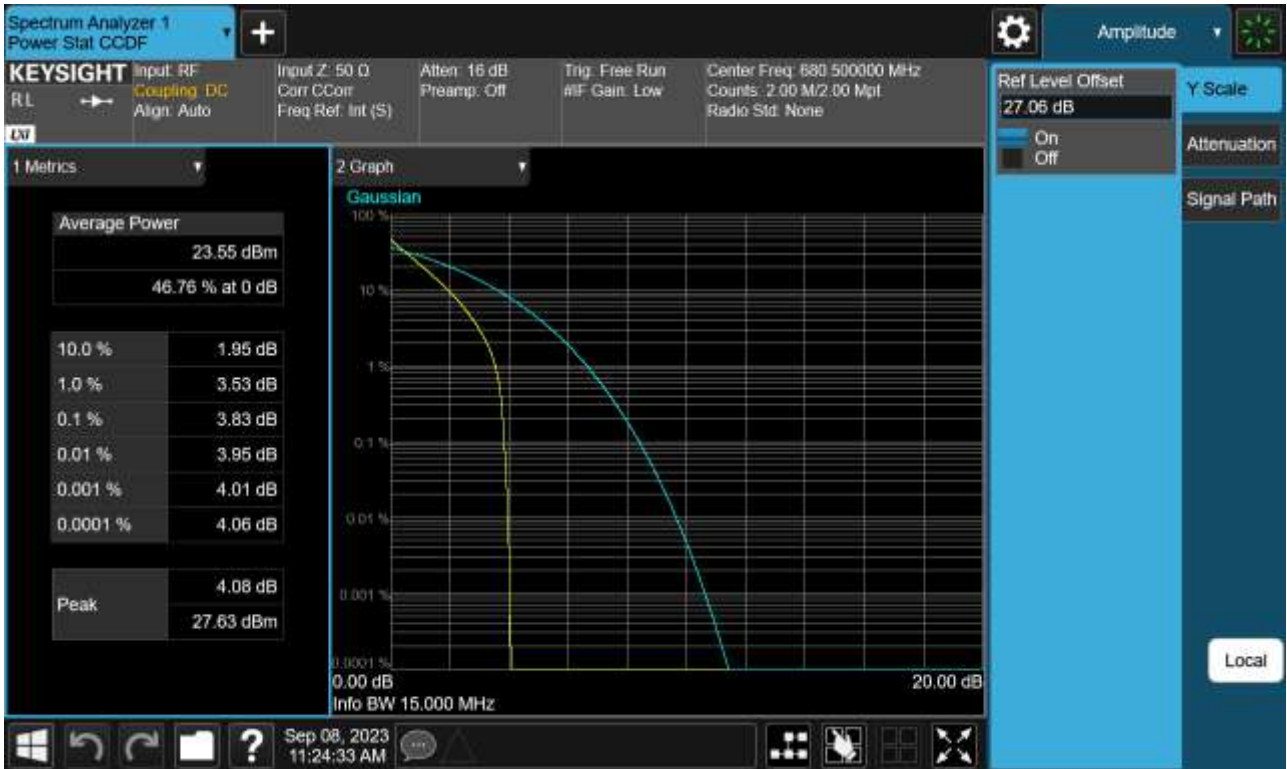 Spectrum Analyzer 1
Power Stat CCDF
+
Amplitude
KEYSIGHT
RL
LXI
Input: RF
Coupling: DC
Align: Auto
Input Z: 50 Ω
Corr CCorr
Freq Ref: Int (S)
Atten: 16 dB
Preamp: Off
Trig: Free Run
#IF Gain: Low
Center Freq: 680.500000 MHz
Counts: 2.00 M/2.00 Mpt
Radio Std: None
Ref Level Offset
27.06 dB
On
Off
Y Scale
Attenuation
Signal Path
1 Metrics
Average Power
23.55 dBm
46.76 % at 0 dB
10.0 % 1.95 dB
1.0 % 3.53 dB
0.1 % 3.83 dB
0.01 % 3.95 dB
0.001 % 4.01 dB
0.0001 % 4.06 dB
Peak
4.08 dB
27.63 dBm
2 Graph
Gaussian
100 %
10 %
1 %
0.1 %
0.01 %
0.001 %
0.0001 %
0.00 dB 20.00 dB
Info BW 15.000 MHz
Local
?
Sep 08, 2023
11:24:33 AM